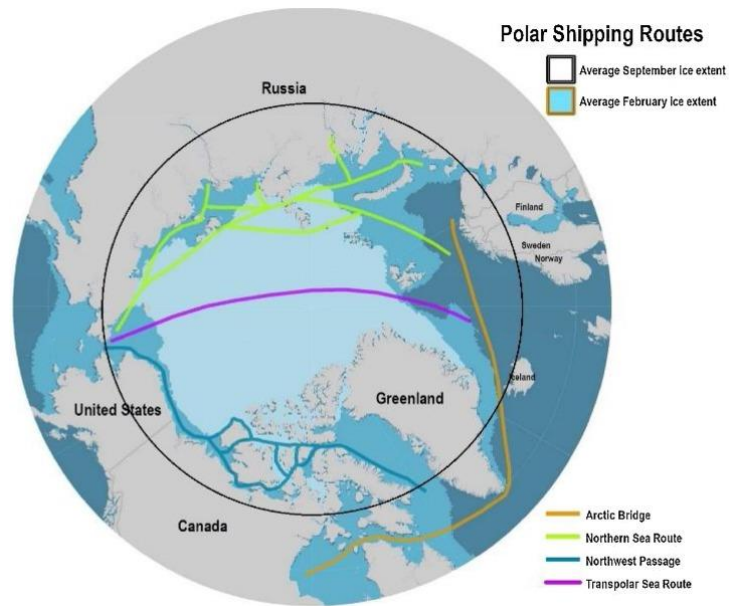 Polar Shipping Routes
Average September ice extent
Average February ice extent
Russia
Finland
Sweden
Norway
Iceland
United States
Greenland
Canada
Arctic Bridge
Northern Sea Route
Northwest Passage
Transpolar Sea Route